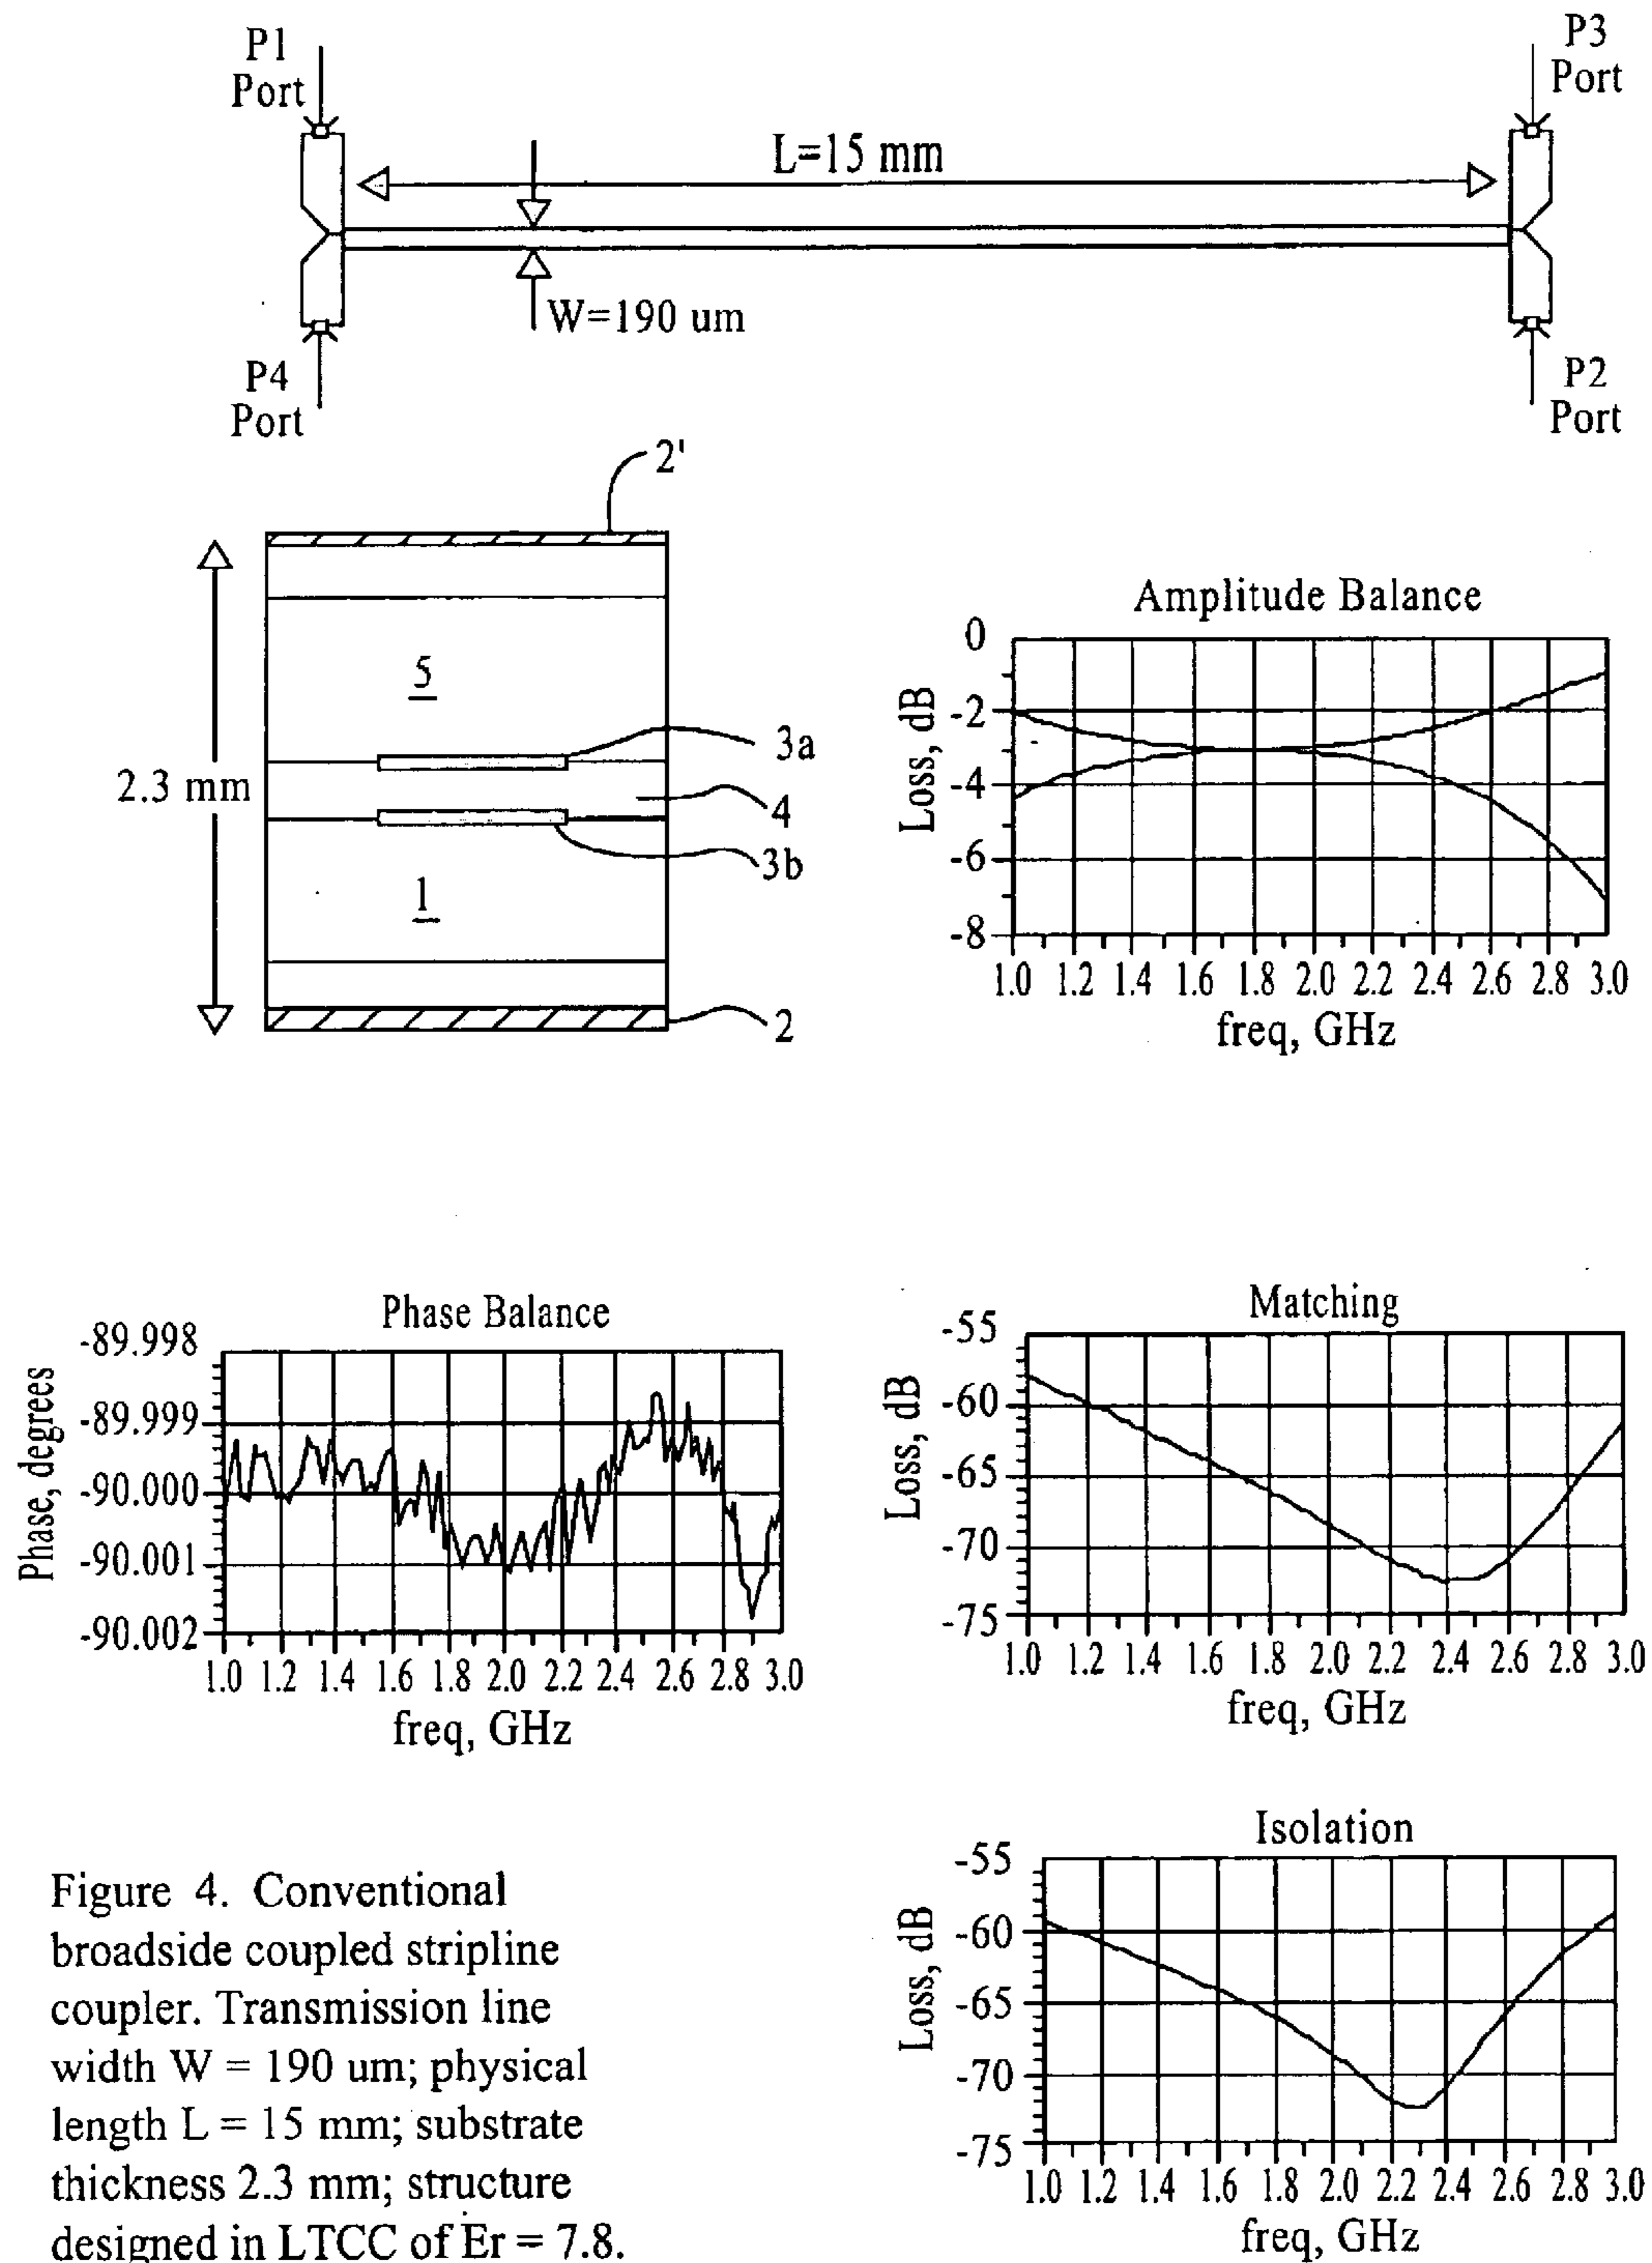 P1
Port
P3
Port
L=15 mm
W=190 um
P4
Port
P2
Port
2'
5
3a
2.3 mm
4
3b
1
2
Amplitude Balance
Loss, dB
0
-2
-4
-6
-8
1.0 1.2 1.4 1.6 1.8 2.0 2.2 2.4 2.6 2.8 3.0
freq, GHz
Phase Balance
Phase, degrees
-89.998
-89.999
-90.000
-90.001
-90.002
1.0 1.2 1.4 1.6 1.8 2.0 2.2 2.4 2.6 2.8 3.0
freq, GHz
Matching
Loss, dB
-55
-60
-65
-70
-75
1.0 1.2 1.4 1.6 1.8 2.0 2.2 2.4 2.6 2.8 3.0
freq, GHz
Isolation
Loss, dB
-55
-60
-65
-70
-75
1.0 1.2 1.4 1.6 1.8 2.0 2.2 2.4 2.6 2.8 3.0
freq, GHz
Figure 4. Conventional
broadside coupled stripline
coupler. Transmission line
width W = 190 um; physical
length L = 15 mm; substrate
thickness 2.3 mm; structure
designed in LTCC of Er = 7.8.